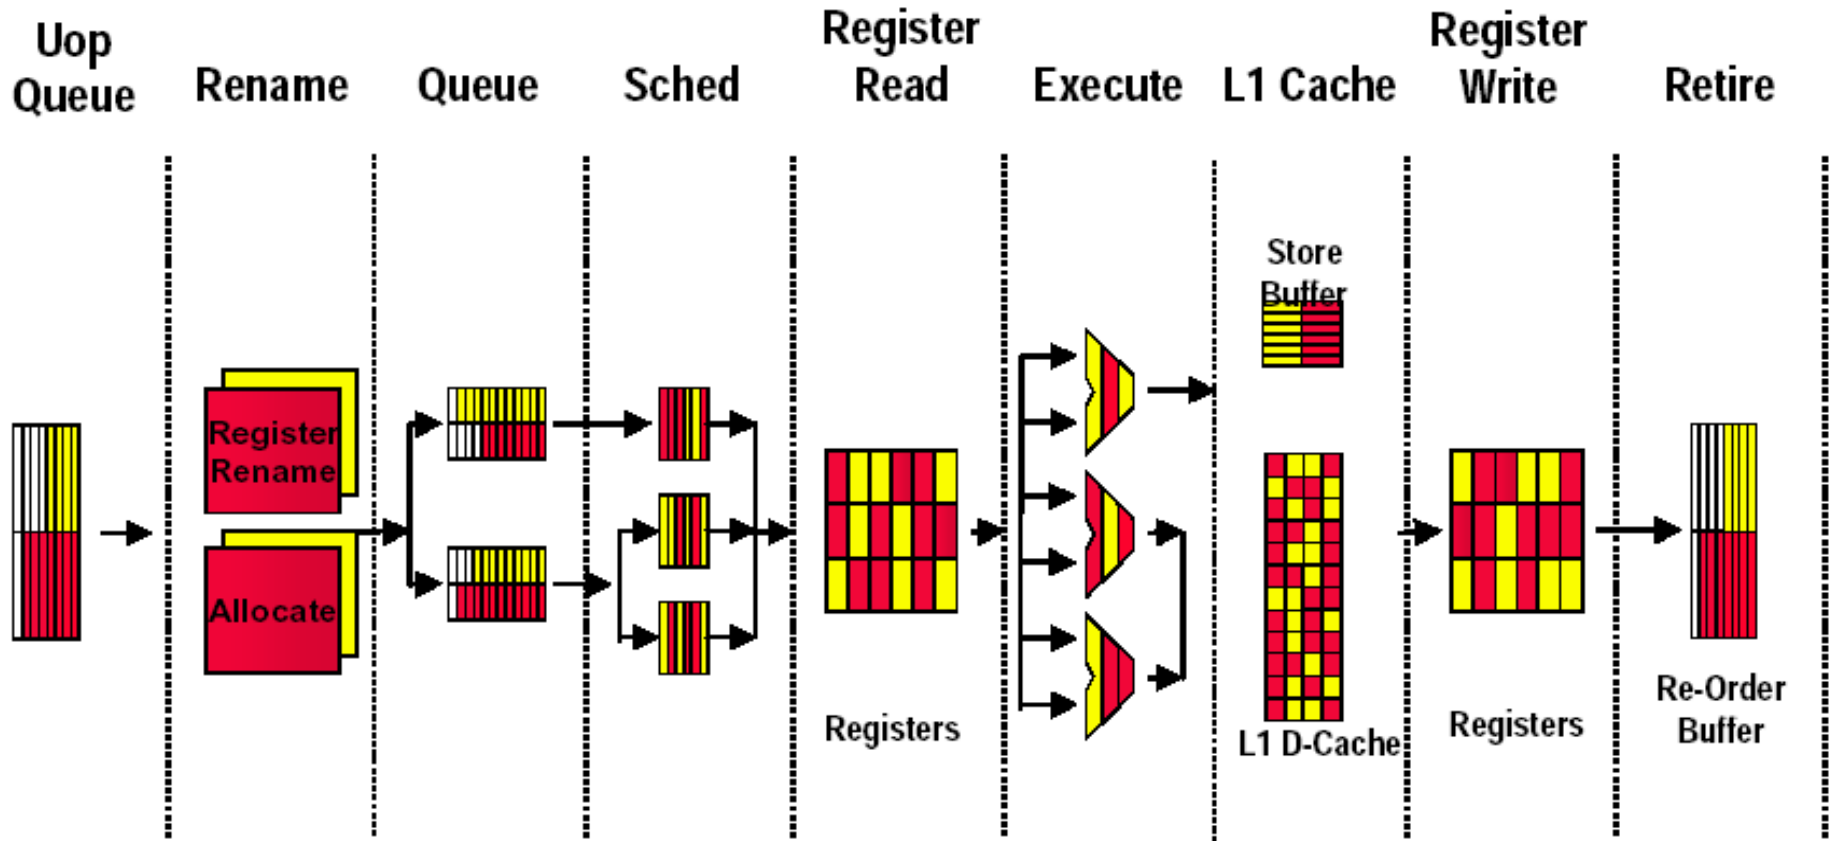 Uop
Queue
Rename
Queue
Sched
Register
Read
Execute
L1 Cache
Register
Write
Retire
Store
Buffer
Register
Rename
Allocate
Registers
L1 D-Cache
Registers
Re-Order
Buffer